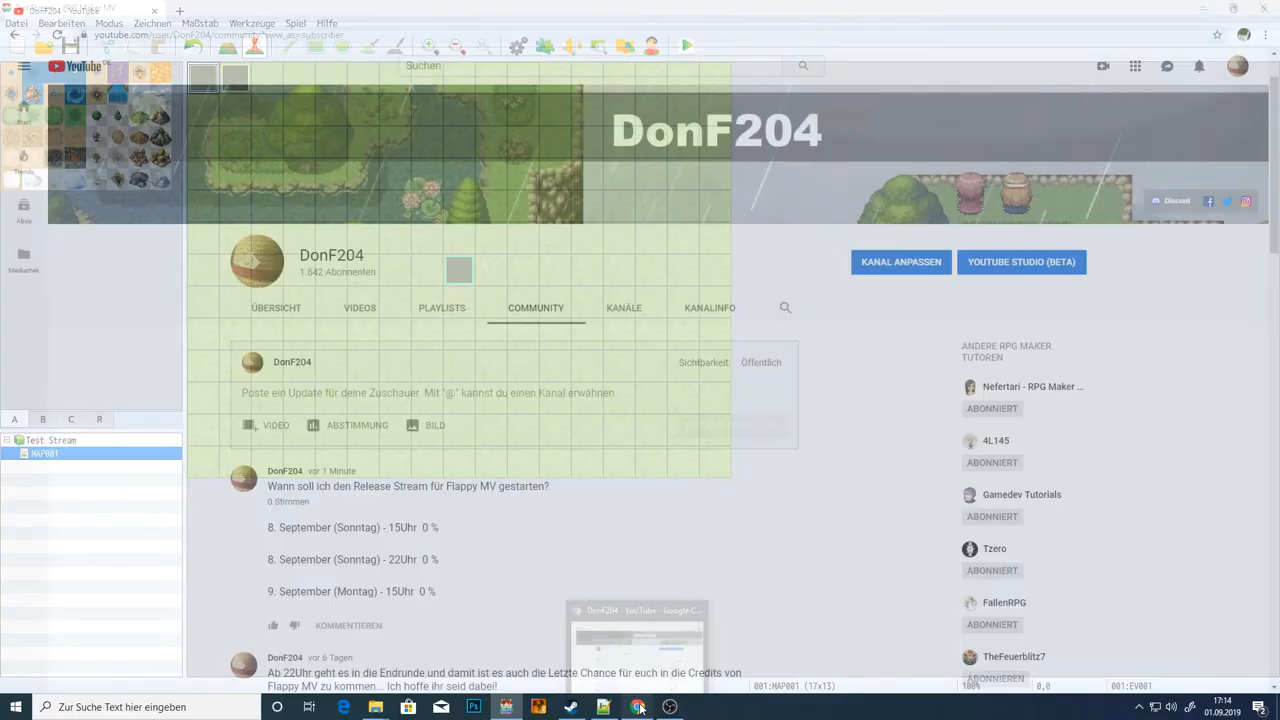 DonF204 - YouTube
Datei Bearbeiten Modus Zeichnen Maßstab Werkzeuge Spiel Hilfe
youtube.com/user/DonF204/community?view_as=subscriber
YouTube DE
Suchen
DonF204
Start
Trends
Abos
Mediathek
Discord
DonF204
1.642 Abonnenten
KANAL ANPASSEN
YOUTUBE STUDIO (BETA)
ÜBERSICHT VIDEOS PLAYLISTS COMMUNITY KANÄLE KANALINFO
DonF204
Sichtbarkeit: Öffentlich
Poste ein Update für deine Zuschauer. Mit "@" kannst du einen Kanal erwähnen.
VIDEO ABSTIMMUNG BILD
A B C R
Test Stream
MAP001
DonF204 vor 1 Minute
Wann soll ich den Release Stream für Flappy MV gestarten?
0 Stimmen
8. September (Sonntag) - 15Uhr 0 %
8. September (Sonntag) - 22Uhr 0 %
9. September (Montag) - 15Uhr 0 %
KOMMENTIEREN
DonF204 vor 6 Tagen
Ab 22Uhr geht es in die Endrunde und damit ist es auch die Letzte Chance für euch in die Credits von
Flappy MV zu kommen... Ich hoffe ihr seid dabei!
ANDERE RPG MAKER
TUTOREN
Nefertari - RPG Maker ...
ABONNIERT
4L145
ABONNIERT
Gamedev Tutorials
ABONNIERT
Tzero
ABONNIERT
FallenRPG
ABONNIERT
TheFeuerblitz7
ABONNIERT
DonF204 - YouTube - Google C...
001:MAP001 (17x13) 100% 0,0 001:EV001
Zur Suche Text hier eingeben
Ps
17:14
01.09.2019